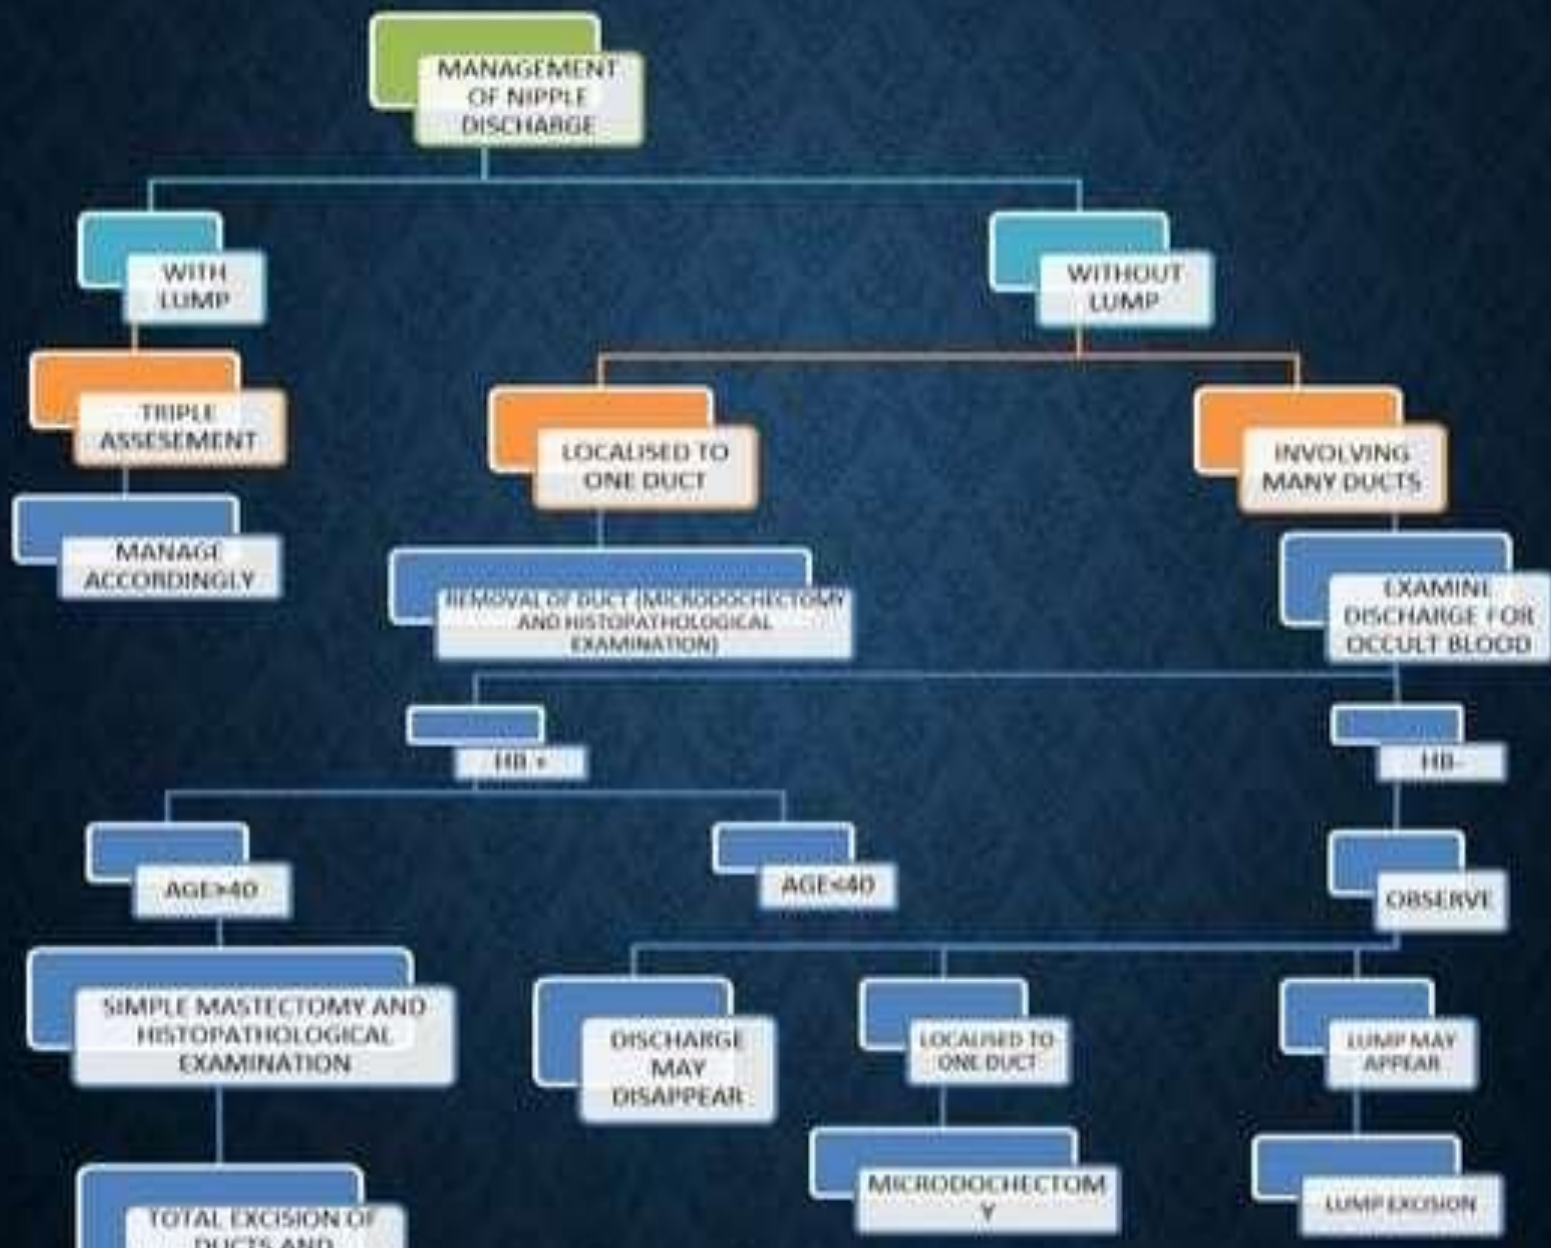 MANAGEMENT
OF NIPPLE
DISCHARGE
WITH
LUMP
WITHOUT
LUMP
TRIPLE
ASSESEMENT
LOCALISED TO
ONE DUCT
INVOLVING
MANY DUCTS
MANAGE
ACCORDINGLY
REMOVAL OF DUCT (MICRODOCHECTOMY
AND HISTOPATHOLOGICAL
EXAMINATION)
EXAMINE
DISCHARGE FOR
OCCULT BLOOD
HB +
HB-
AGE>40
AGE<40
OBSERVE
SIMPLE MASTECTOMY AND
HISTOPATHOLOGICAL
EXAMINATION
DISCHARGE
MAY
DISAPPEAR
LOCALISED TO
ONE DUCT
LUMP MAY
APPEAR
MICRODOCHECTOM
Y
LUMP EXCISION
TOTAL EXCISION OF
DUCTS AND